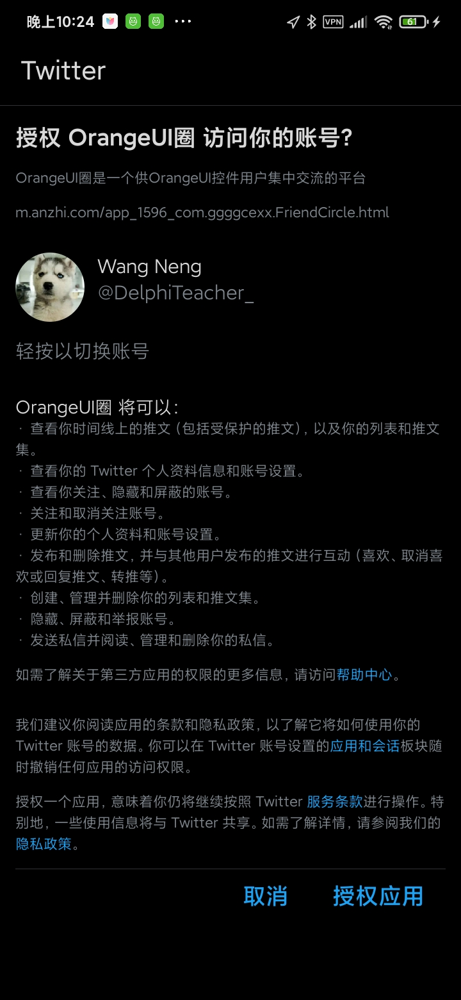 晚上10:24
VPN
61
Twitter
授权 OrangeUI圈 访问你的账号?
OrangeUI圈是一个供OrangeUI控件用户集中交流的平台
m.anzhi.com/app_1596_com.ggggcexx.FriendCircle.html
Wang Neng
@DelphiTeacher_
轻按以切换账号
OrangeUI圈 将可以：
· 查看你时间线上的推文（包括受保护的推文），以及你的列表和推文
集。
· 查看你的 Twitter 个人资料信息和账号设置。
· 查看你关注、隐藏和屏蔽的账号。
· 关注和取消关注账号。
· 更新你的个人资料和账号设置。
· 发布和删除推文，并与其他用户发布的推文进行互动（喜欢、取消喜
欢或回复推文、转推等）。
· 创建、管理并删除你的列表和推文集。
· 隐藏、屏蔽和举报账号。
· 发送私信并阅读、管理和删除你的私信。
如需了解关于第三方应用的权限的更多信息，请访问帮助中心。
我们建议你阅读应用的条款和隐私政策，以了解它将如何使用你的
Twitter 账号的数据。你可以在 Twitter 账号设置的应用和会话板块随
时撤销任何应用的访问权限。
授权一个应用，意味着你仍将继续按照 Twitter 服务条款进行操作。特
别地，一些使用信息将与 Twitter 共享。如需了解详情，请参阅我们的
隐私政策。
取消
授权应用